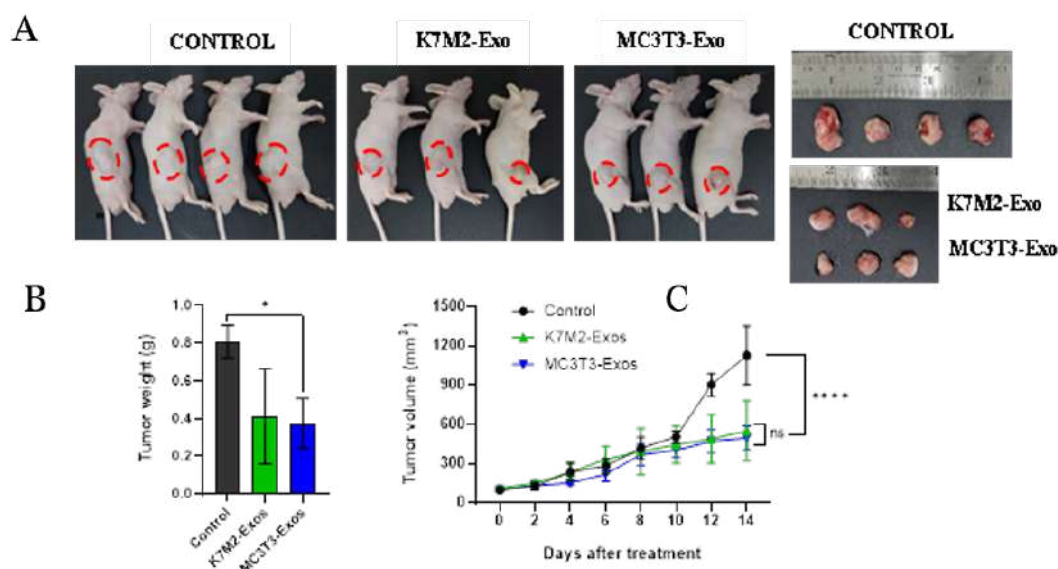 A
CONTROL
K7M2-Exo
MC3T3-Exo
CONTROL
K7M2-Exo
MC3T3-Exo
B
Tumor weight (g)
1.0
0.8
0.6
0.4
0.2
0.0
*
Control
K7M2-Exos
MC3T3-Exos
C
Tumor volume (mm³)
1500
1200
900
600
300
0
Control
K7M2-Exos
MC3T3-Exos
****
ns
0 2 4 6 8 10 12 14
Days after treatment